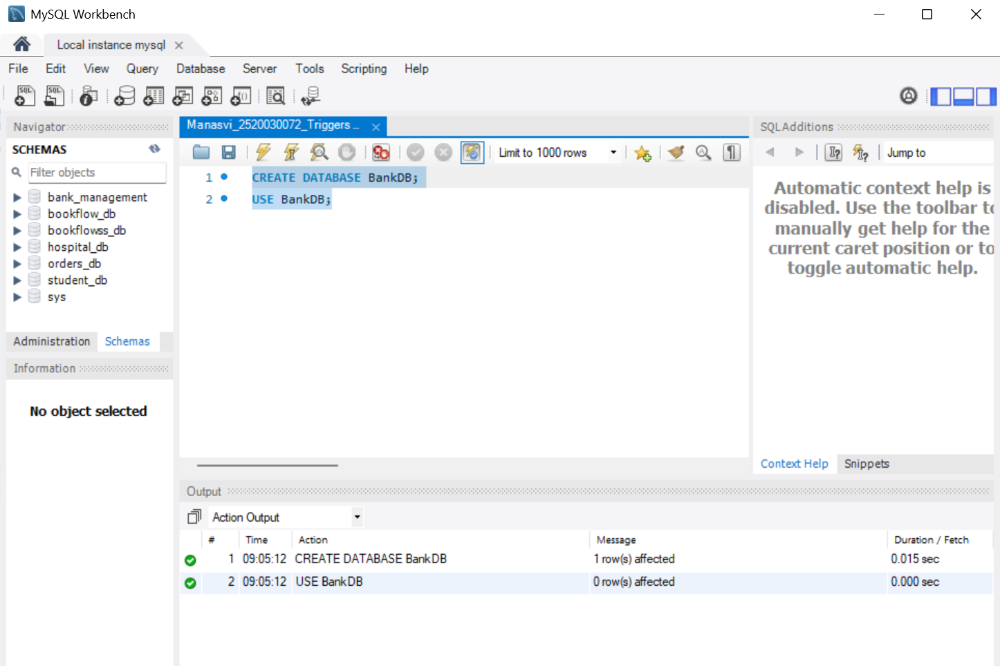 MySQL Workbench
Local instance mysql
File Edit View Query Database Server Tools Scripting Help
SQL SQL
Navigator
SCHEMAS
Filter objects
bank_management
bookflow_db
bookflowss_db
hospital_db
orders_db
student_db
sys
Administration Schemas
Information
No object selected
Manasvi_2520030072_Triggers ...
Limit to 1000 rows
1 CREATE DATABASE BankDB;
2 USE BankDB;
SQLAdditions
Jump to
Automatic context help is
disabled. Use the toolbar to
manually get help for the
current caret position or to
toggle automatic help.
Context Help Snippets
Output
Action Output
# Time Action Message Duration / Fetch
1 09:05:12 CREATE DATABASE BankDB 1 row(s) affected 0.015 sec
2 09:05:12 USE BankDB 0 row(s) affected 0.000 sec